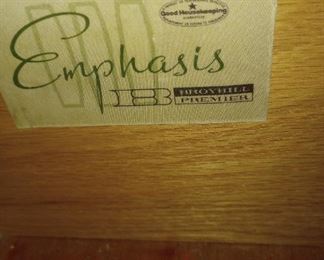 Good Housekeeping
Emphasis
B BROYHILL
PREMIER